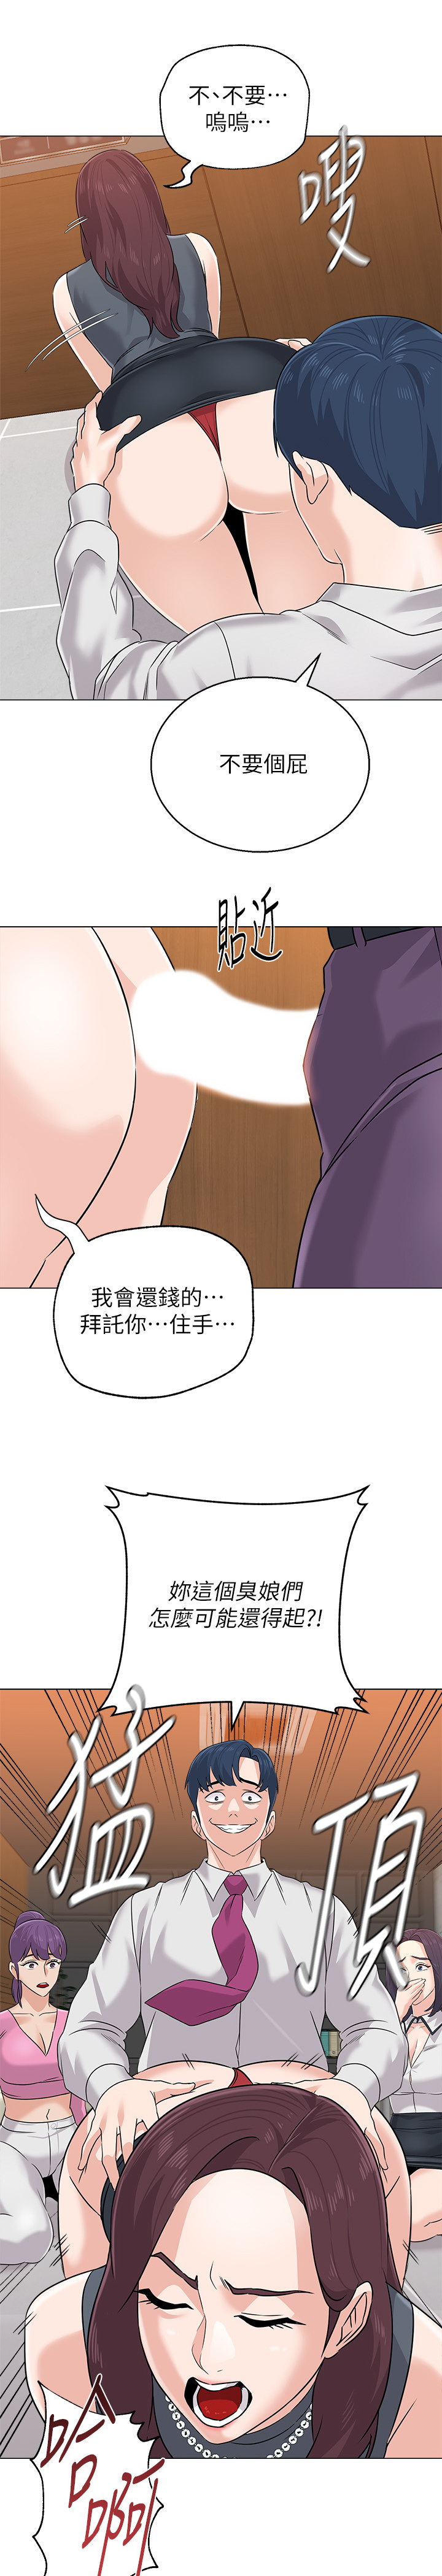 不、不要⋯
嗚嗚⋯
嗖
不要個屁
貼近
我會還錢的⋯
拜託你⋯住手⋯
妳這個臭娘們
怎麼可能還得起?!
猛
頂
哈
啊